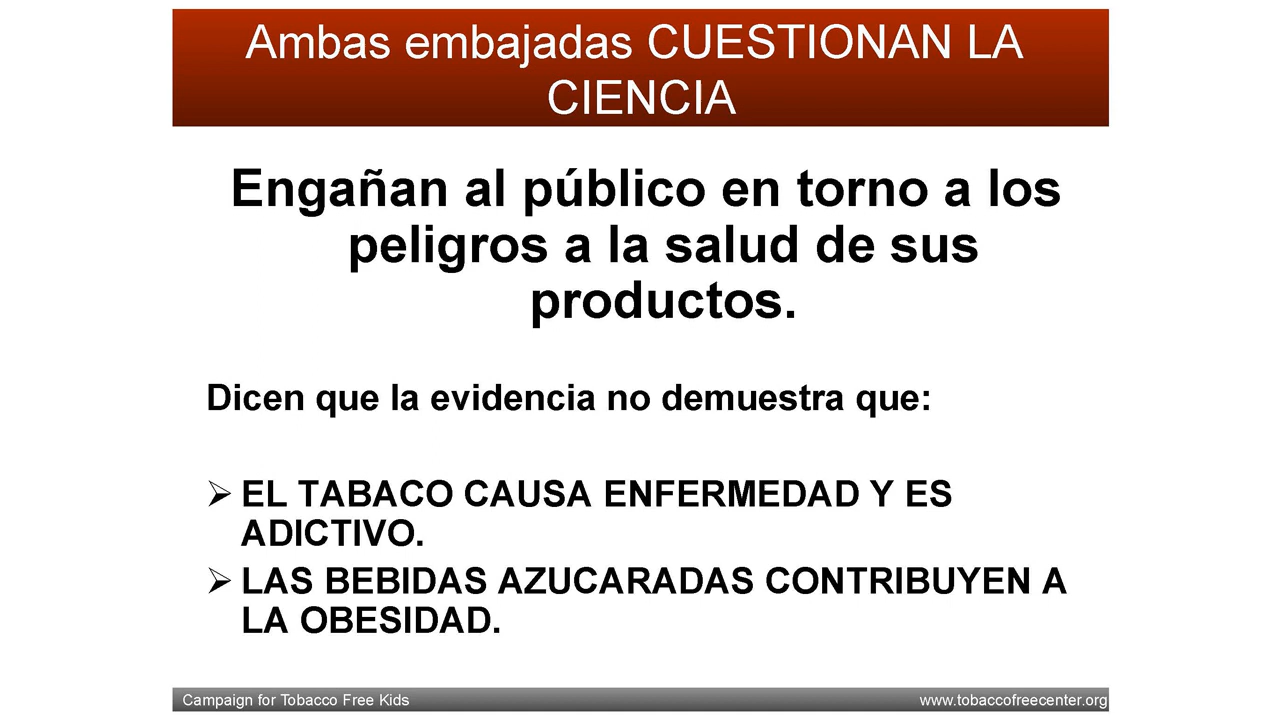 Ambas embajadas CUESTIONAN LA
CIENCIA
Engañan al público en torno a los
peligros a la salud de sus
productos.
Dicen que la evidencia no demuestra que:
➢ EL TABACO CAUSA ENFERMEDAD Y ES
ADICTIVO.
➢ LAS BEBIDAS AZUCARADAS CONTRIBUYEN A
LA OBESIDAD.
Campaign for Tobacco Free Kids
www.tobaccofreecenter.org